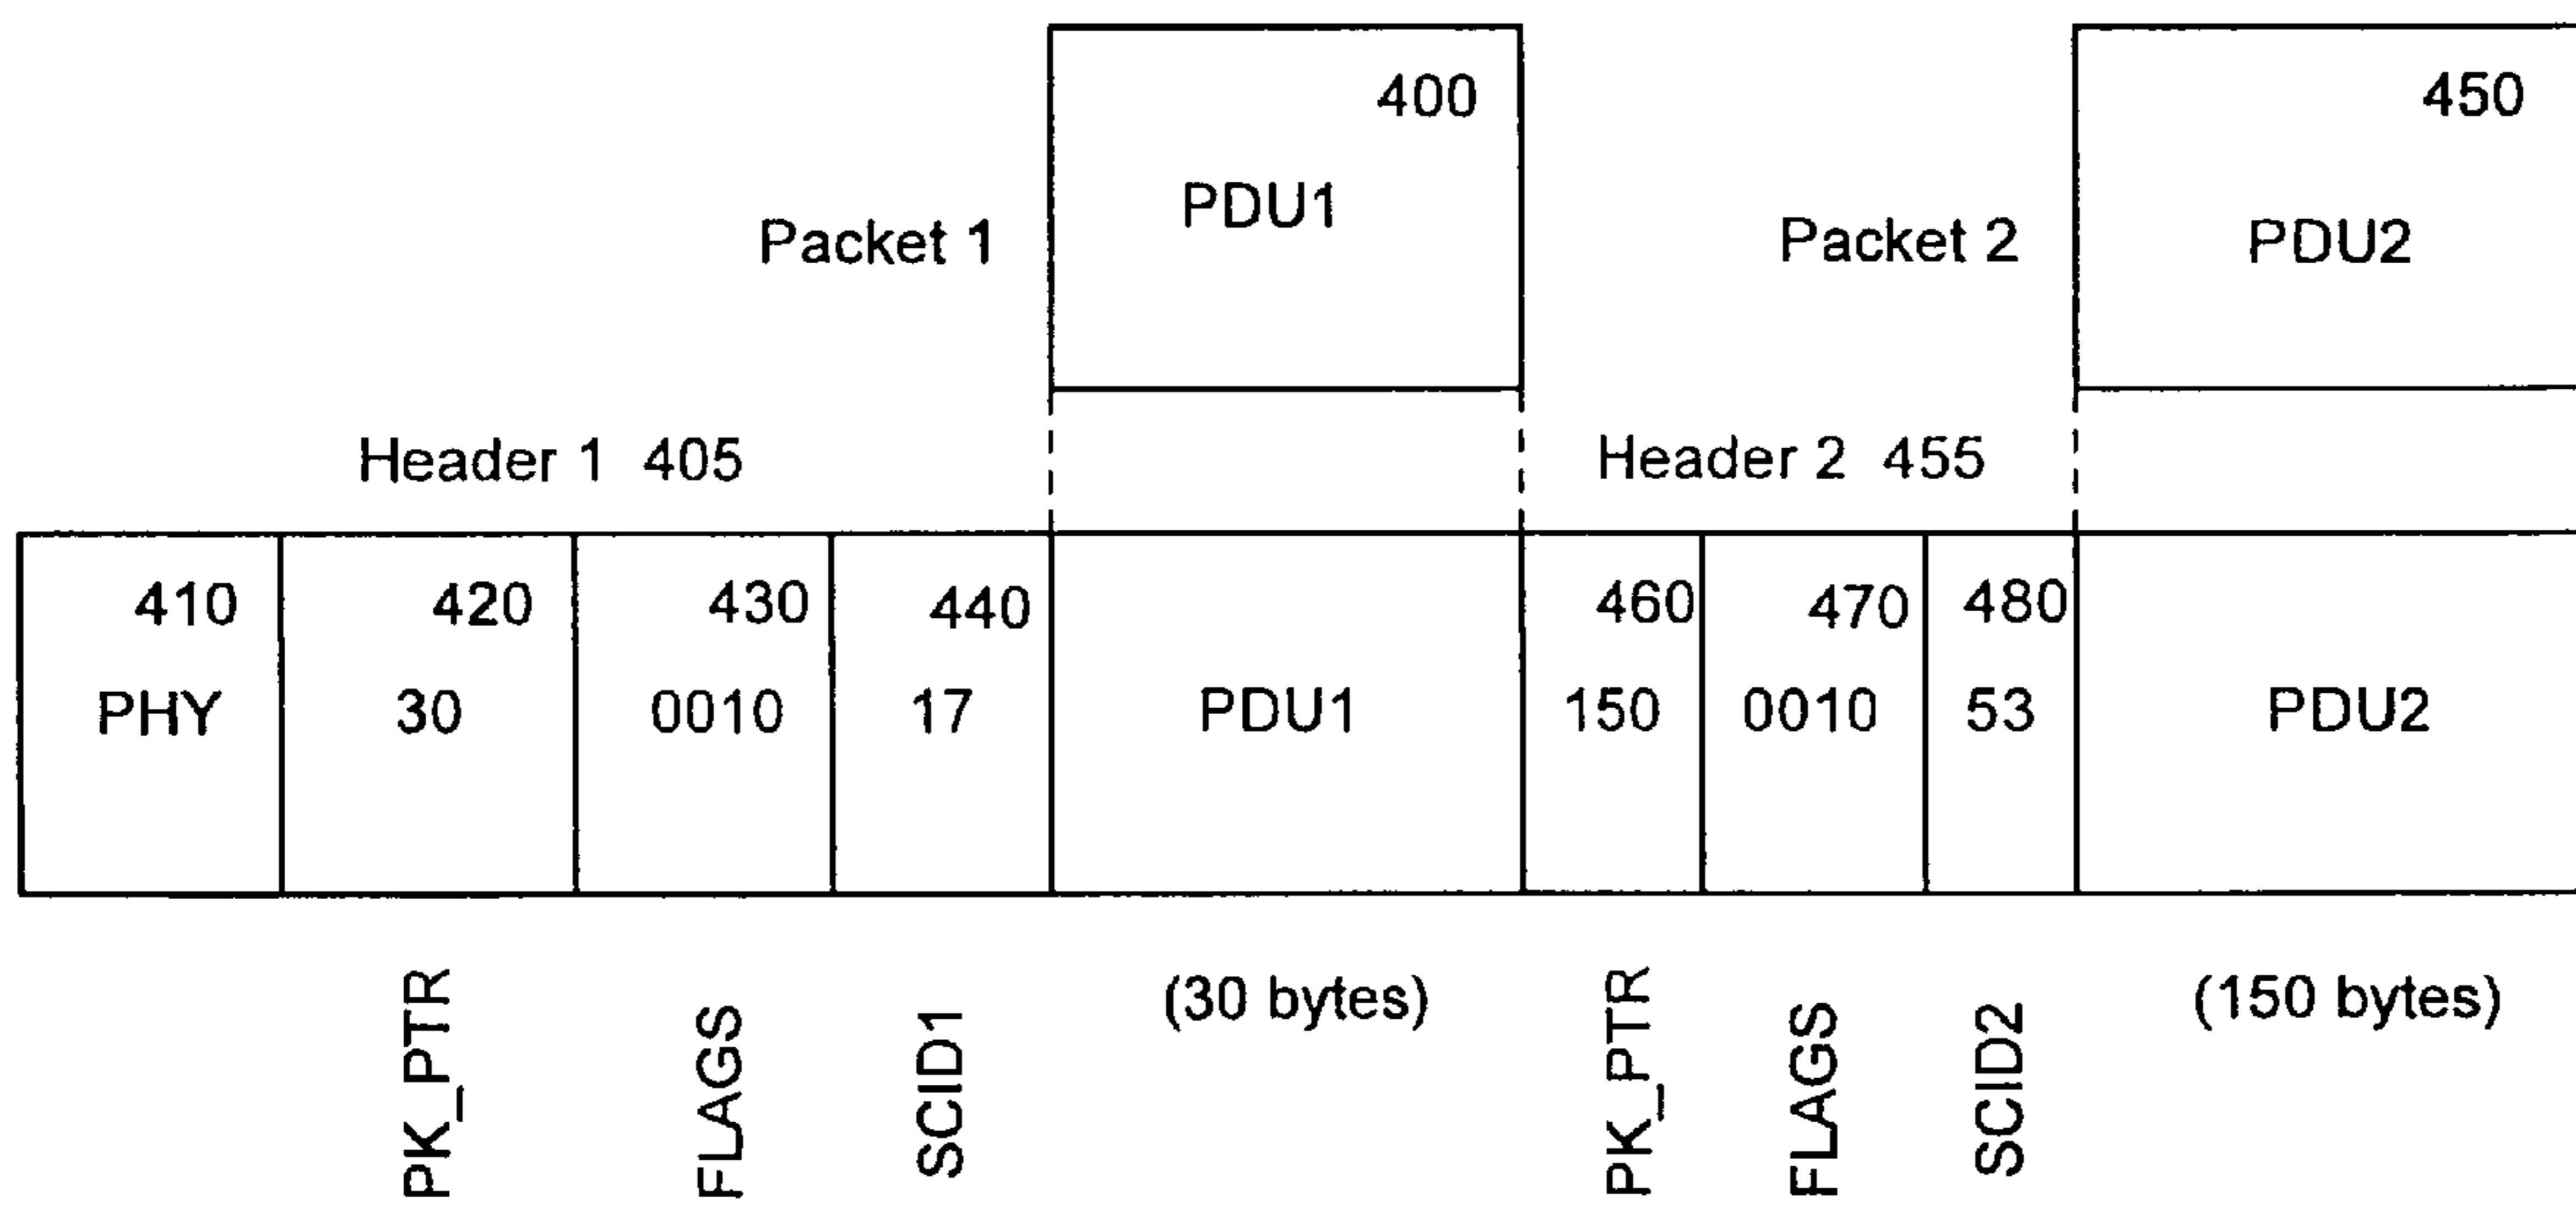 400
450
PDU1
PDU2
Packet 1
Packet 2
Header 1 405
Header 2 455
410
420
430
440
460
470
480
PHY
30
0010
17
PDU1
150
0010
53
PDU2
PK_PTR
FLAGS
SCID1
(30 bytes)
PK_PTR
FLAGS
SCID2
(150 bytes)